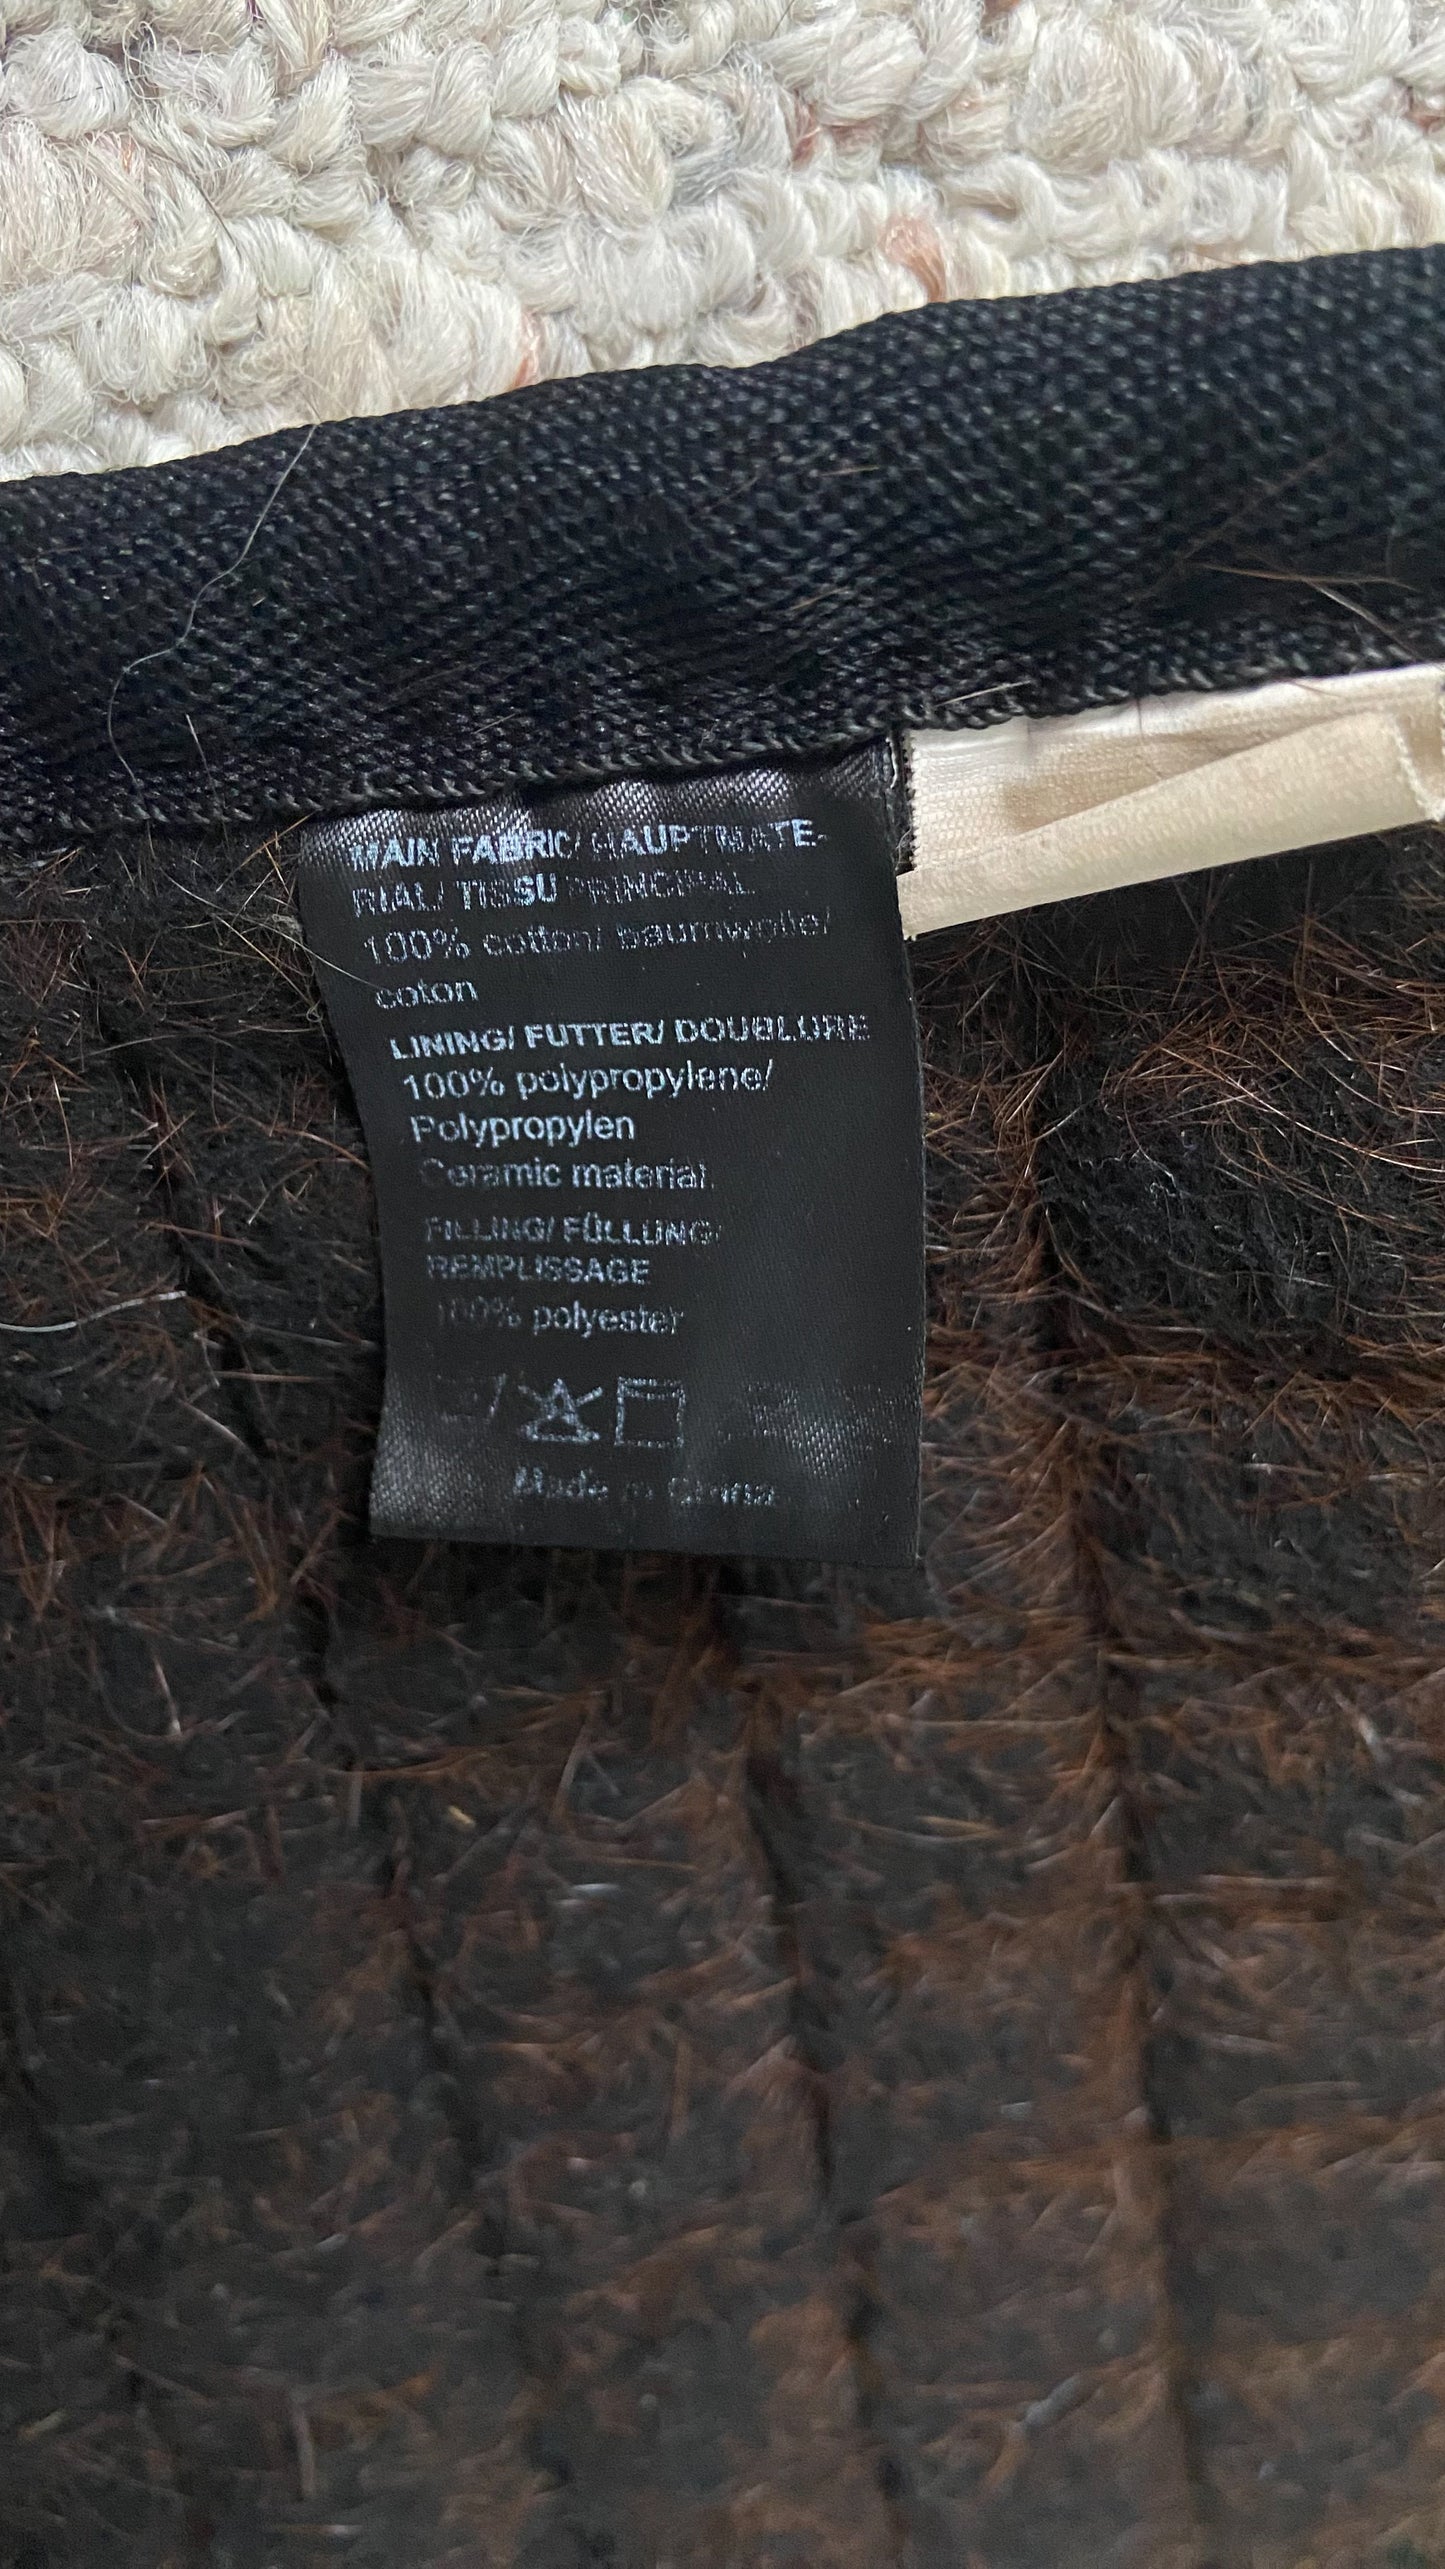 MAIN FABRIC/ HAUPTMATE-
RIAL/ TISSU PRINCIPAL
100% cotton/ baumwolle/
coton
LINING/ FUTTER/ DOUBLURE
100% polypropylene/
Polypropylen
Ceramic material.
FILLING/ FÜLLUNG/
REMPLISSAGE
100% polyester
Made in China